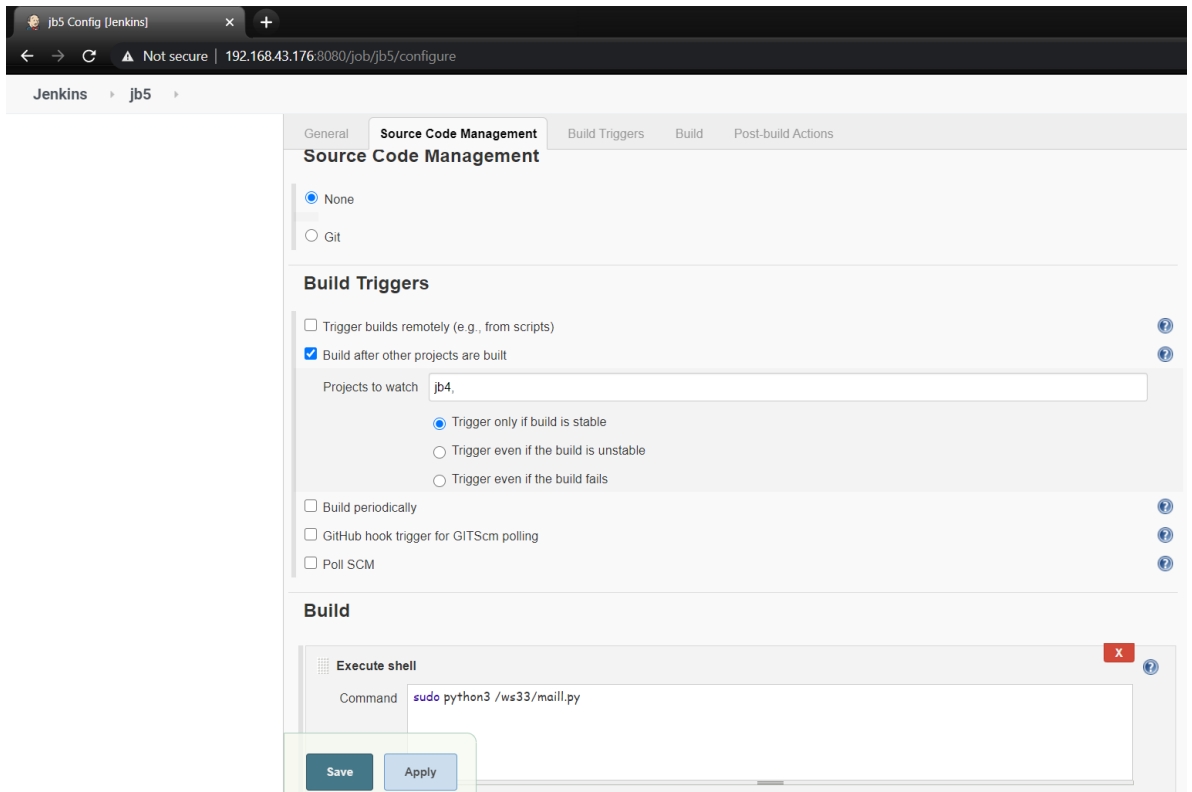 jb5 Config [Jenkins]
Not secure | 192.168.43.176:8080/job/jb5/configure
Jenkins jb5
General Source Code Management Build Triggers Build Post-build Actions
Source Code Management
None
Git
Build Triggers
Trigger builds remotely (e.g., from scripts)
Build after other projects are built
Projects to watch jb4,
Trigger only if build is stable
Trigger even if the build is unstable
Trigger even if the build fails
Build periodically
GitHub hook trigger for GITScm polling
Poll SCM
Build
X
Execute shell
Command sudo python3 /ws33/maill.py
Save Apply